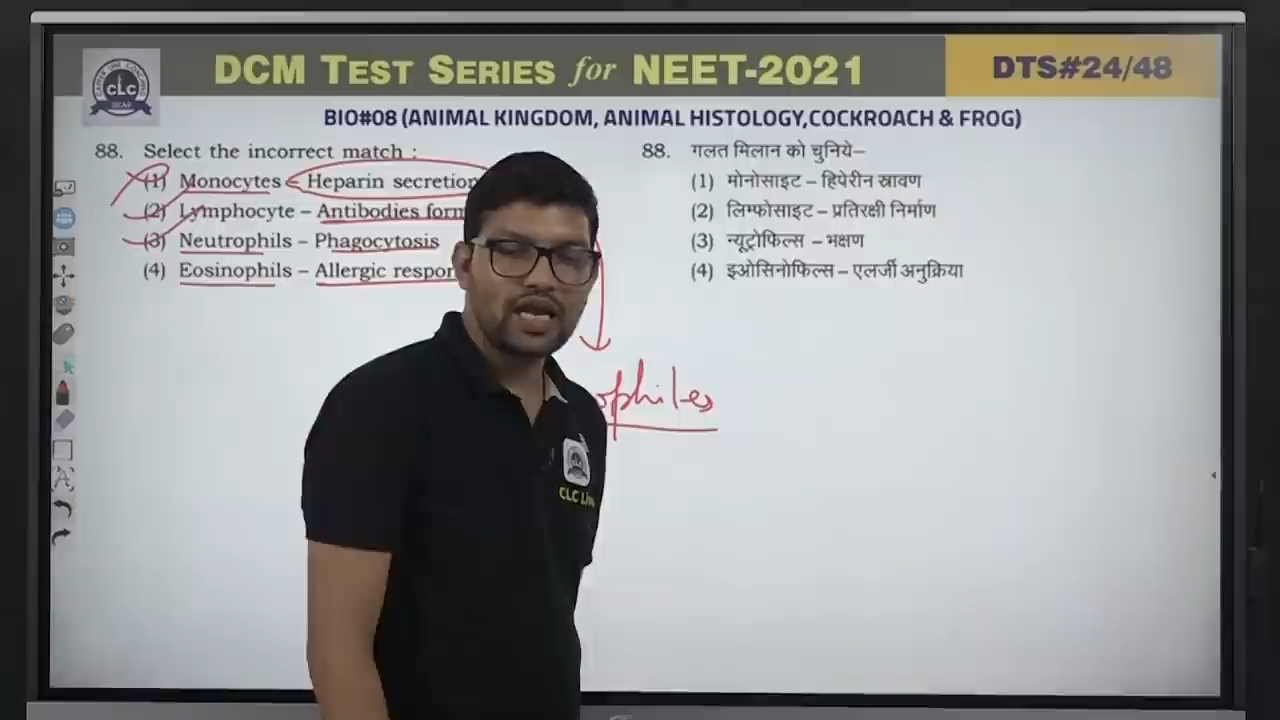 DCM TEST SERIES for NEET-2021
DTS#24/48
CLC
BIO#08 (ANIMAL KINGDOM, ANIMAL HISTOLOGY,COCKROACH & FROG)
88. Select the incorrect match :
(1) Monocytes – Heparin secretion
(2) Lymphocyte – Antibodies form
(3) Neutrophils – Phagocytosis
(4) Eosinophils – Allergic respon
88. गलत मिलान को चुनिये–
(1) मोनोसाइट – हिपेरीन स्रावण
(2) लिम्फोसाइट – प्रतिरक्षी निर्माण
(3) न्यूट्रोफिल्स – भक्षण
(4) इओसिनोफिल्स – एलर्जी अनुक्रिया
ophiles
CLC